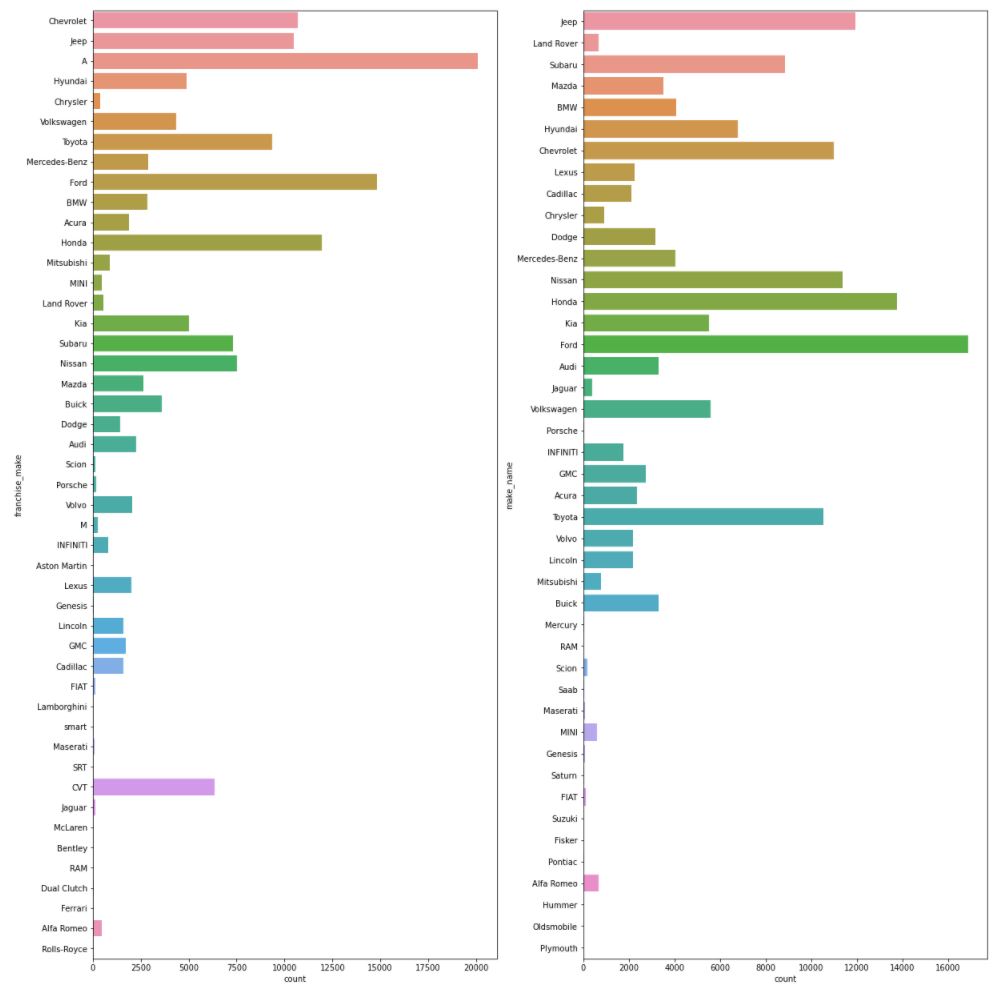 Chevrolet
Jeep
A
Hyundai
Chrysler
Volkswagen
Toyota
Mercedes-Benz
Ford
BMW
Acura
Honda
Mitsubishi
MINI
Land Rover
Kia
Subaru
Nissan
Mazda
Buick
Dodge
Audi
Scion
Porsche
Volvo
M
INFINITI
Aston Martin
Lexus
Genesis
Lincoln
GMC
Cadillac
FIAT
Lamborghini
smart
Maserati
SRT
CVT
Jaguar
McLaren
Bentley
RAM
Dual Clutch
Ferrari
Alfa Romeo
Rolls-Royce
franchise_make
0 2500 5000 7500 10000 12500 15000 17500 20000
count
Jeep
Land Rover
Subaru
Mazda
BMW
Hyundai
Chevrolet
Lexus
Cadillac
Chrysler
Dodge
Mercedes-Benz
Nissan
Honda
Kia
Ford
Audi
Jaguar
Volkswagen
Porsche
INFINITI
GMC
Acura
Toyota
Volvo
Lincoln
Mitsubishi
Buick
Mercury
RAM
Scion
Saab
Maserati
MINI
Genesis
Saturn
FIAT
Suzuki
Fisker
Pontiac
Alfa Romeo
Hummer
Oldsmobile
Plymouth
make_name
0 2000 4000 6000 8000 10000 12000 14000 16000
count